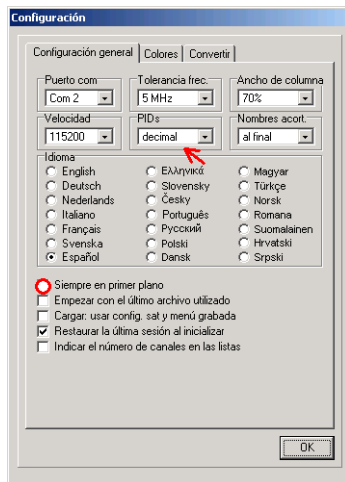 Configuración
Configuración general Colores Convertir
Puerto com Tolerancia frec. Ancho de columna
Com 2 5 MHz 70%
Velocidad PIDs Nombres acort.
115200 decimal al final
Idioma
English Ελληνικά Magyar
Deutsch Slovensky Türkçe
Nederlands Česky Norsk
Italiano Português Romana
Français Русский Suomalainen
Svenska Polski Hrvatski
Español Dansk Srpski
Siempre en primer plano
Empezar con el último archivo utilizado
Cargar: usar config. sat y menú grabada
Restaurar la última sesión al inicializar
Indicar el número de canales en las listas
OK